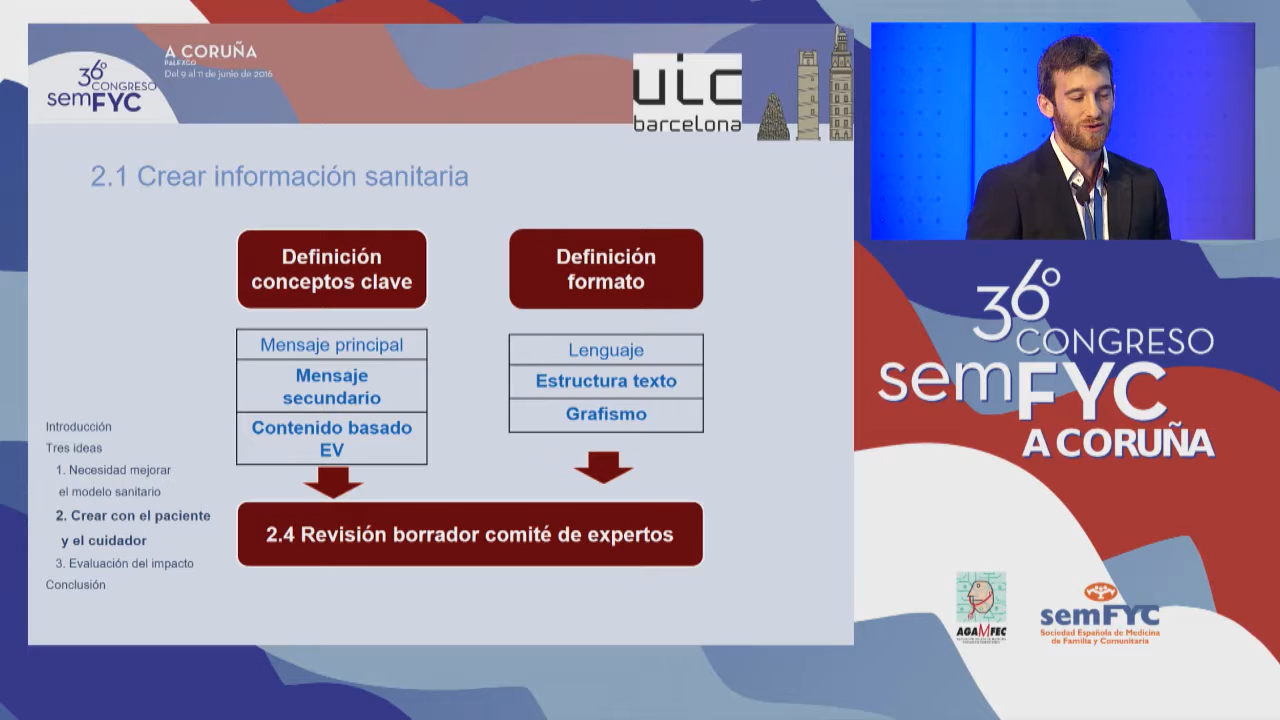 36º
CONGRESO
semFYC
A CORUÑA
PALEXCO
Del 9 al 11 de junio de 2016
uic
barcelona
2.1 Crear información sanitaria
Definición
conceptos clave
Mensaje principal
Mensaje
secundario
Contenido basado
EV
Definición
formato
Lenguaje
Estructura texto
Grafismo
2.4 Revisión borrador comité de expertos
Introducción
Tres ideas
1. Necesidad mejorar
el modelo sanitario
2. Crear con el paciente
y el cuidador
3. Evaluación del impacto
Conclusión
36º
CONGRESO
semFYC
A CORUÑA
AGAMFEC
semFYC
Sociedad Española de Medicina
de Familia y Comunitaria